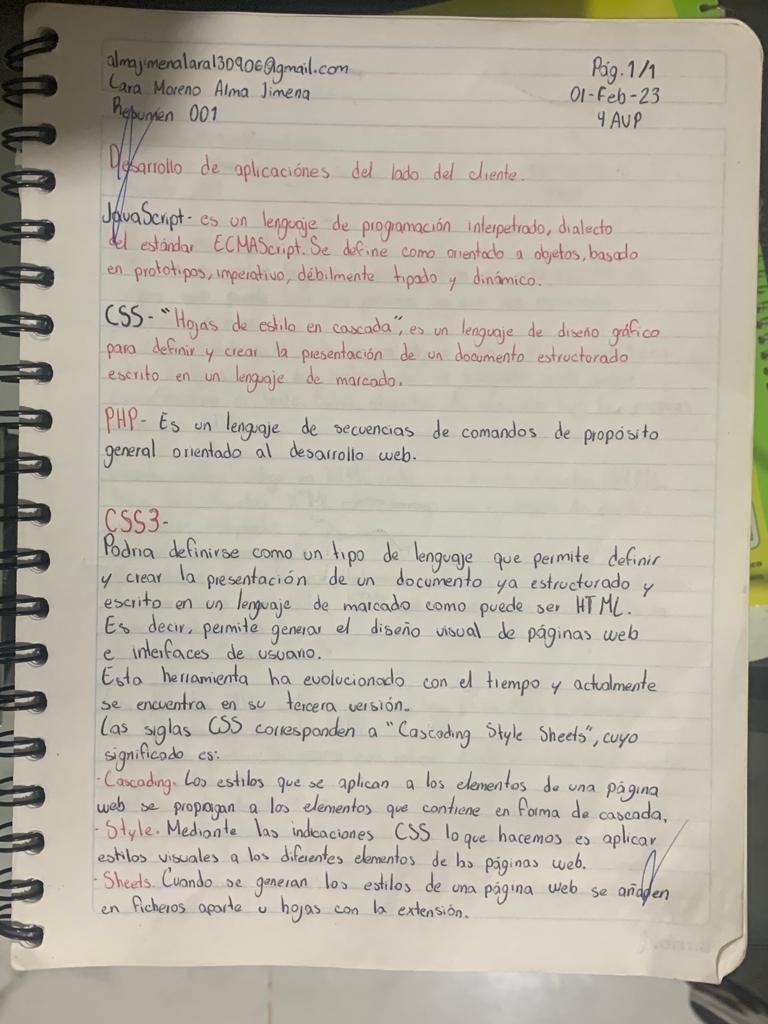 almajimenalara130906@gmail.com
Pág. 1/1
Lara Moreno Alma Jimena
01-Feb-23
Resumen 001
4 AVP
Desarrollo de aplicaciónes del lado del cliente.
JavaScript- es un lenguaje de programación interpetrado, dialecto
del estándar ECMAScript. Se define como orientado a objetos, basado
en prototipos, imperativo, débilmente tipado y dinámico.
CSS- "Hojas de estilo en cascada", es un lenguaje de diseño gráfico
para definir y crear la presentación de un documento estructorado
escrito en un lenguaje de marcado.
PHP- Es un lenguaje de secuencias de comandos de propósito
general orientado al desarrollo web.
CSS3-
Podria definirse como un tipo de lenguaje que permite definir
y crear la presentación de un documento ya estructurado y
escrito en un lenguaje de marcado como puede ser HTML.
Es decir, permite generar el diseño visual de páginas web
e interfaces de usuario.
Esta herramienta ha evolucionado con el tiempo y actualmente
se encuentra en su tercera versión.
Las siglas CSS corresponden a "Cascading Style Sheets", cuyo
significado es:
·Cascading. Los estilos que se aplican a los elementos de una página
web se propagan a los elementos que contiene en forma de cascada.
·Style. Mediante las indicaciones CSS lo que hacemos es aplicar
estilos visuales a los diferentes elementos de las páginas web.
·Sheets. Cuando se generan los estilos de una página web se añaden
en ficheros aparte u hojas con la extensión.